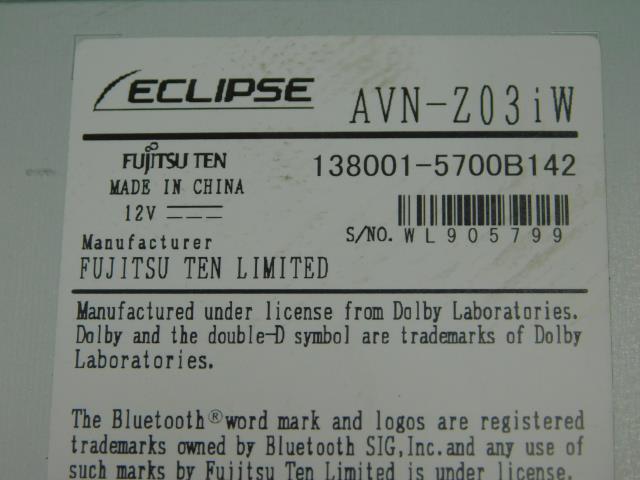 ECLIPSE AVN-Z03iW
FUJITSU TEN 138001-5700B142
MADE IN CHINA
12V
S/NO. WL905799
Manufacturer
FUJITSU TEN LIMITED
Manufactured under license from Dolby Laboratories.
Dolby and the double-D symbol are trademarks of Dolby
Laboratories.
The Bluetooth® word mark and logos are registered
trademarks owned by Bluetooth SIG,Inc.and any use of
such marks by Fujitsu Ten Limited is under license.